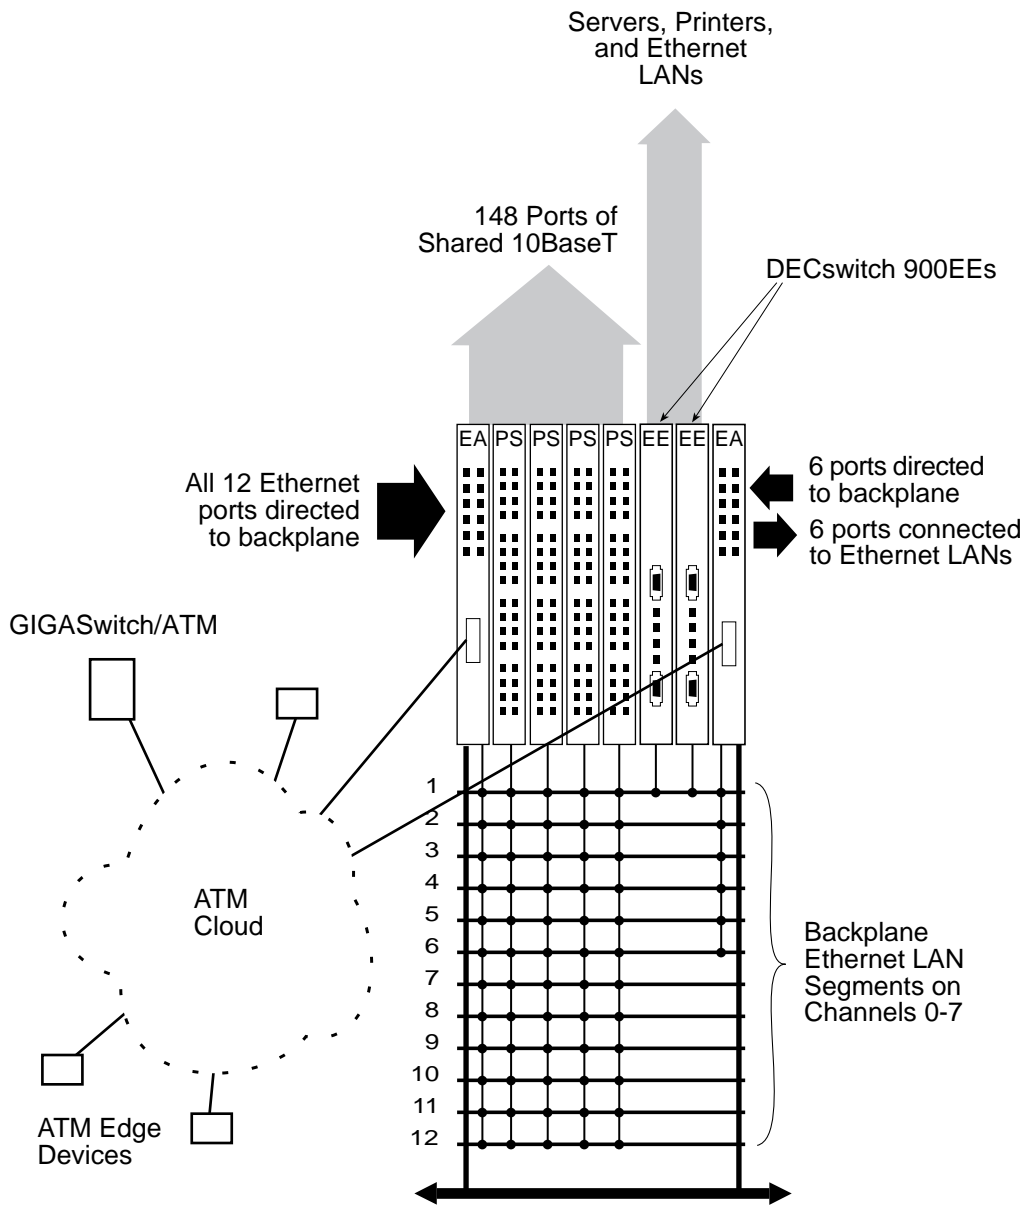 Servers, Printers,
and Ethernet
LANs
148 Ports of
Shared 10BaseT
DECswitch 900EEs
EA PS PS PS PS EE EE EA
All 12 Ethernet
ports directed
to backplane
6 ports directed
to backplane
6 ports connected
to Ethernet LANs
GIGASwitch/ATM
ATM
Cloud
ATM Edge
Devices
1
2
3
4
5
6
7
8
9
10
11
12
Backplane
Ethernet LAN
Segments on
Channels 0-7